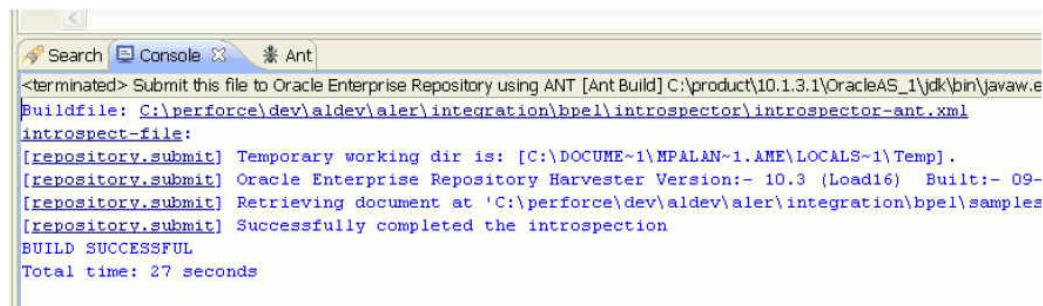 Search Console Ant
<terminated> Submit this file to Oracle Enterprise Repository using ANT [Ant Build] C:\product\10.1.3.1\OracleAS_1\jdk\bin\javaw.e
Buildfile: C:\perforce\dev\aldev\aler\integration\bpel\introspector\introspector-ant.xml
introspect-file:
[repository.submit] Temporary working dir is: [C:\DOCUME~1\MPALAN~1.AME\LOCALS~1\Temp].
[repository.submit] Oracle Enterprise Repository Harvester Version:- 10.3 (Load16) Built:- 09-
[repository.submit] Retrieving document at 'C:\perforce\dev\aldev\aler\integration\bpel\samples
[repository.submit] Successfully completed the introspection
BUILD SUCCESSFUL
Total time: 27 seconds